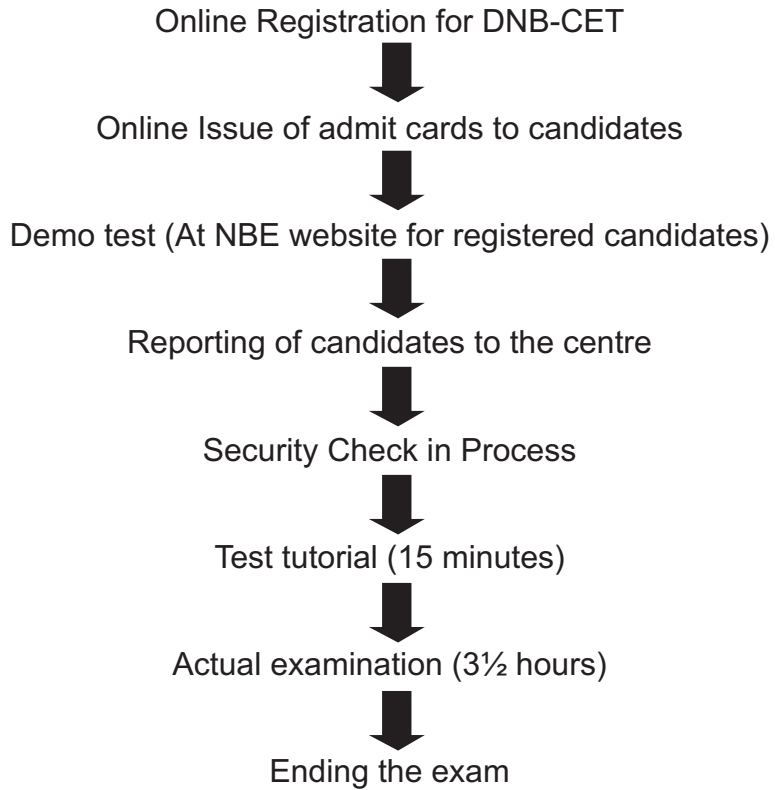 Online Registration for DNB-CET
Online Issue of admit cards to candidates
Demo test (At NBE website for registered candidates)
Reporting of candidates to the centre
Security Check in Process
Test tutorial (15 minutes)
Actual examination (3½ hours)
Ending the exam